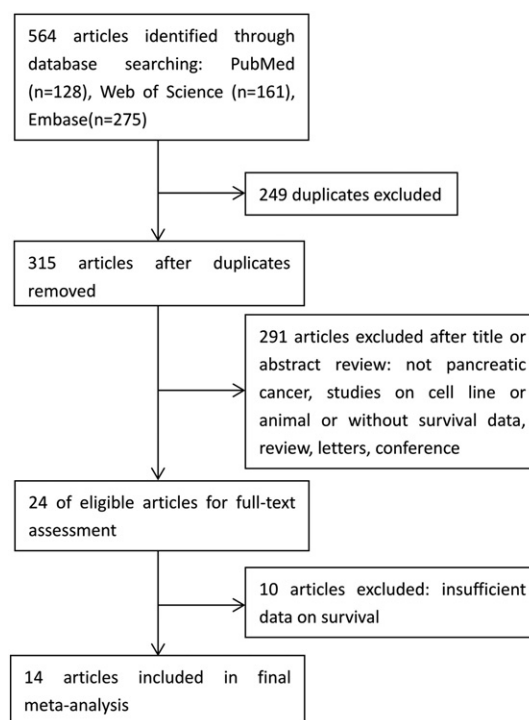 564 articles identified through
database searching: PubMed
(n=128), Web of Science (n=161),
Embase(n=275)
249 duplicates excluded
315 articles after duplicates
removed
291 articles excluded after title or
abstract review: not pancreatic
cancer, studies on cell line or
animal or without survival data,
review, letters, conference
24 of eligible articles for full-text
assessment
10 articles excluded: insufficient
data on survival
14 articles included in final
meta-analysis